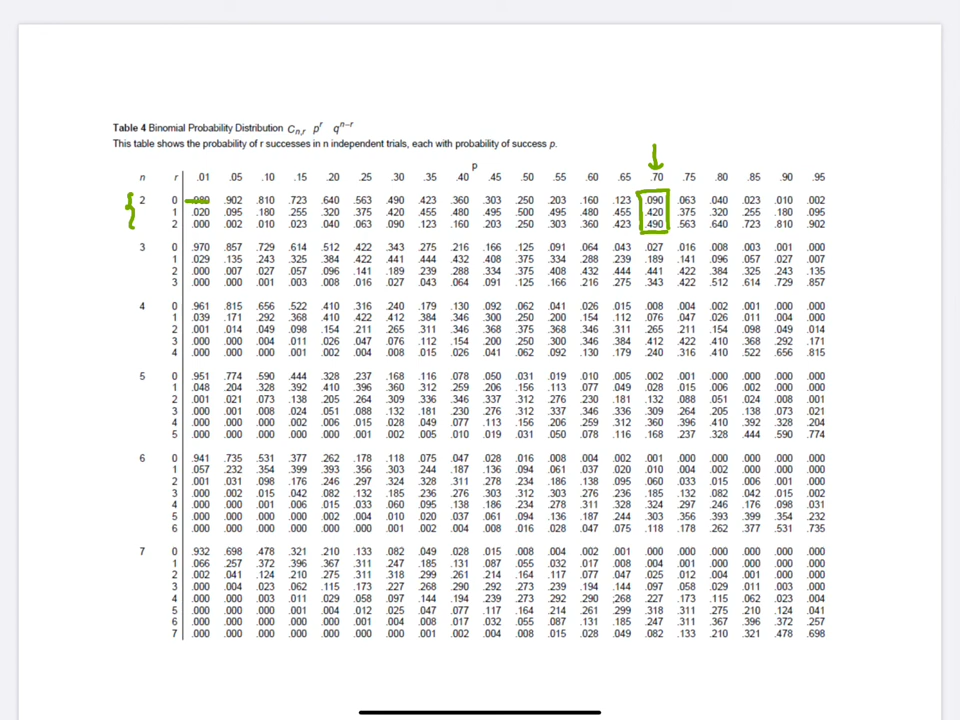 Table 4 Binomial Probability Distribution C n,r p^r q^n−r
This table shows the probability of r successes in n independent trials, each with probability of success p.
p
n r .01 .05 .10 .15 .20 .25 .30 .35 .40 .45 .50 .55 .60 .65 .70 .75 .80 .85 .90 .95
2 0 .980 .902 .810 .723 .640 .563 .490 .423 .360 .303 .250 .203 .160 .123 .090 .063 .040 .023 .010 .002
1 .020 .095 .180 .255 .320 .375 .420 .455 .480 .495 .500 .495 .480 .455 .420 .375 .320 .255 .180 .095
2 .000 .002 .010 .023 .040 .063 .090 .123 .160 .203 .250 .303 .360 .423 .490 .563 .640 .723 .810 .902
3 0 .970 .857 .729 .614 .512 .422 .343 .275 .216 .166 .125 .091 .064 .043 .027 .016 .008 .003 .001 .000
1 .029 .135 .243 .325 .384 .422 .441 .444 .432 .408 .375 .334 .288 .239 .189 .141 .096 .057 .027 .007
2 .000 .007 .027 .057 .096 .141 .189 .239 .288 .334 .375 .408 .432 .444 .441 .422 .384 .325 .243 .135
3 .000 .000 .001 .003 .008 .016 .027 .043 .064 .091 .125 .166 .216 .275 .343 .422 .512 .614 .729 .857
4 0 .961 .815 .656 .522 .410 .316 .240 .179 .130 .092 .062 .041 .026 .015 .008 .004 .002 .001 .000 .000
1 .039 .171 .292 .368 .410 .422 .412 .384 .346 .300 .250 .200 .154 .112 .076 .047 .026 .011 .004 .000
2 .001 .014 .049 .098 .154 .211 .265 .311 .346 .368 .375 .368 .346 .311 .265 .211 .154 .098 .049 .014
3 .000 .000 .004 .011 .026 .047 .076 .112 .154 .200 .250 .300 .346 .384 .412 .422 .410 .368 .292 .171
4 .000 .000 .000 .001 .002 .004 .008 .015 .026 .041 .062 .092 .130 .179 .240 .316 .410 .522 .656 .815
5 0 .951 .774 .590 .444 .328 .237 .168 .116 .078 .050 .031 .019 .010 .005 .002 .001 .000 .000 .000 .000
1 .048 .204 .328 .392 .410 .396 .360 .312 .259 .206 .156 .113 .077 .049 .028 .015 .006 .002 .000 .000
2 .001 .021 .073 .138 .205 .264 .309 .336 .346 .337 .312 .276 .230 .181 .132 .088 .051 .024 .008 .001
3 .000 .001 .008 .024 .051 .088 .132 .181 .230 .276 .312 .337 .346 .336 .309 .264 .205 .138 .073 .021
4 .000 .000 .000 .002 .006 .015 .028 .049 .077 .113 .156 .206 .259 .312 .360 .396 .410 .392 .328 .204
5 .000 .000 .000 .000 .000 .001 .002 .005 .010 .019 .031 .050 .078 .116 .168 .237 .328 .444 .590 .774
6 0 .941 .735 .531 .377 .262 .178 .118 .075 .047 .028 .016 .008 .004 .002 .001 .000 .000 .000 .000 .000
1 .057 .232 .354 .399 .393 .356 .303 .244 .187 .136 .094 .061 .037 .020 .010 .004 .002 .000 .000 .000
2 .001 .031 .098 .176 .246 .297 .324 .328 .311 .278 .234 .186 .138 .095 .060 .033 .015 .006 .001 .000
3 .000 .002 .015 .042 .082 .132 .185 .236 .276 .303 .312 .303 .276 .236 .185 .132 .082 .042 .015 .002
4 .000 .000 .001 .006 .015 .033 .060 .095 .138 .186 .234 .278 .311 .328 .324 .297 .246 .176 .098 .031
5 .000 .000 .000 .000 .002 .004 .010 .020 .037 .061 .094 .136 .187 .244 .303 .356 .393 .399 .354 .232
6 .000 .000 .000 .000 .000 .000 .001 .002 .004 .008 .016 .028 .047 .075 .118 .178 .262 .377 .531 .735
7 0 .932 .698 .478 .321 .210 .133 .082 .049 .028 .015 .008 .004 .002 .001 .000 .000 .000 .000 .000 .000
1 .066 .257 .372 .396 .367 .311 .247 .185 .131 .087 .055 .032 .017 .008 .004 .001 .000 .000 .000 .000
2 .002 .041 .124 .210 .275 .311 .318 .299 .261 .214 .164 .117 .077 .047 .025 .012 .004 .001 .000 .000
3 .000 .004 .023 .062 .115 .173 .227 .268 .290 .292 .273 .239 .194 .144 .097 .058 .029 .011 .003 .000
4 .000 .000 .003 .011 .029 .058 .097 .144 .194 .239 .273 .292 .290 .268 .227 .173 .115 .062 .023 .004
5 .000 .000 .000 .001 .004 .012 .025 .047 .077 .117 .164 .214 .261 .299 .318 .311 .275 .210 .124 .041
6 .000 .000 .000 .000 .000 .001 .004 .008 .017 .032 .055 .087 .131 .185 .247 .311 .367 .396 .372 .257
7 .000 .000 .000 .000 .000 .000 .000 .001 .002 .004 .008 .015 .028 .049 .082 .133 .210 .321 .478 .698